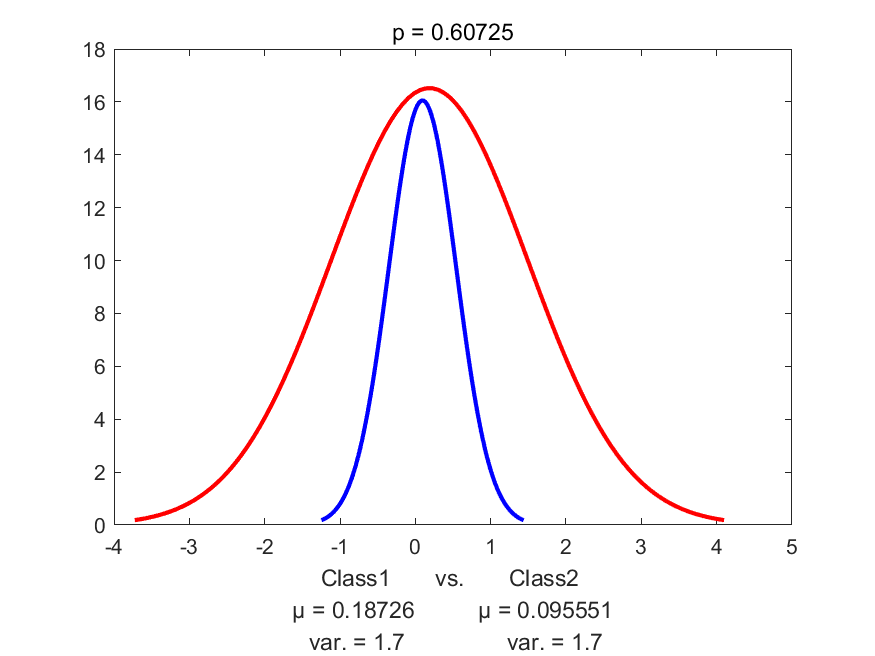 p = 0.60725
18
16
14
12
10
8
6
4
2
0
-4 -3 -2 -1 0 1 2 3 4 5
Class1 vs. Class2
μ = 0.18726 μ = 0.095551
var. = 1.7 var. = 1.7